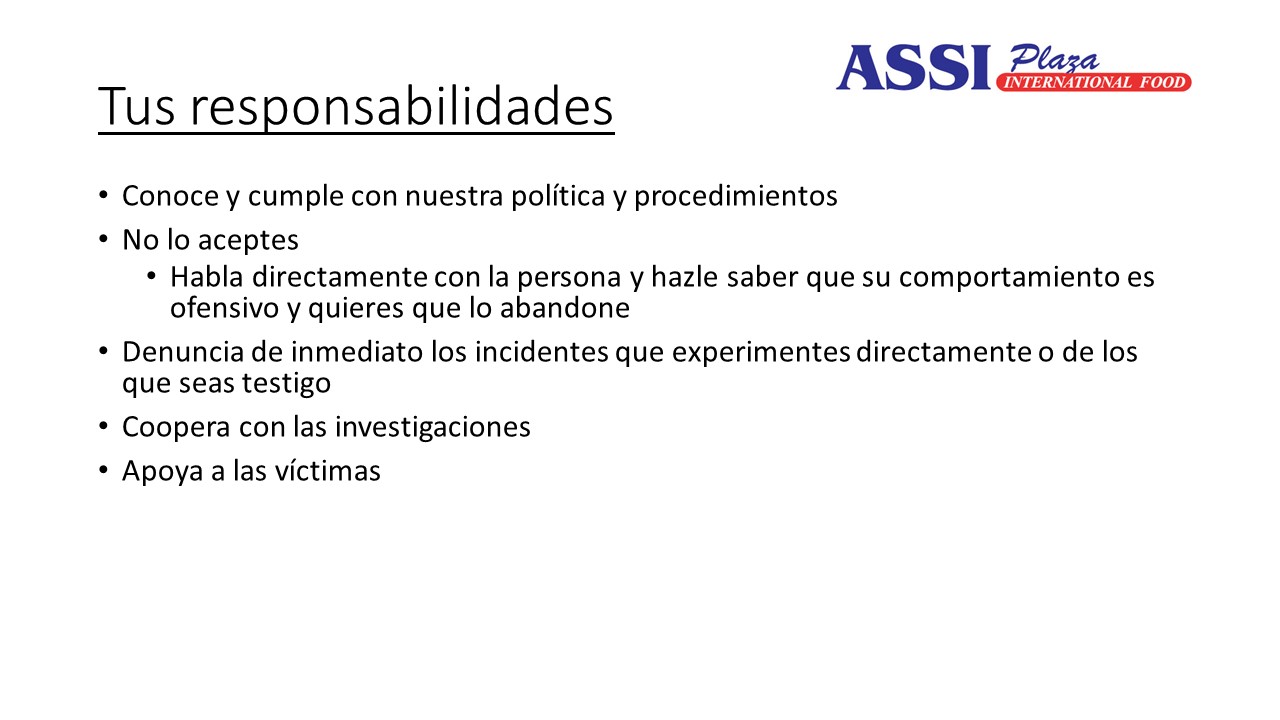 ASSI Plaza
INTERNATIONAL FOOD
Tus responsabilidades
• Conoce y cumple con nuestra política y procedimientos
• No lo aceptes
• Habla directamente con la persona y hazle saber que su comportamiento es
ofensivo y quieres que lo abandone
• Denuncia de inmediato los incidentes que experimentes directamente o de los
que seas testigo
• Coopera con las investigaciones
• Apoya a las víctimas